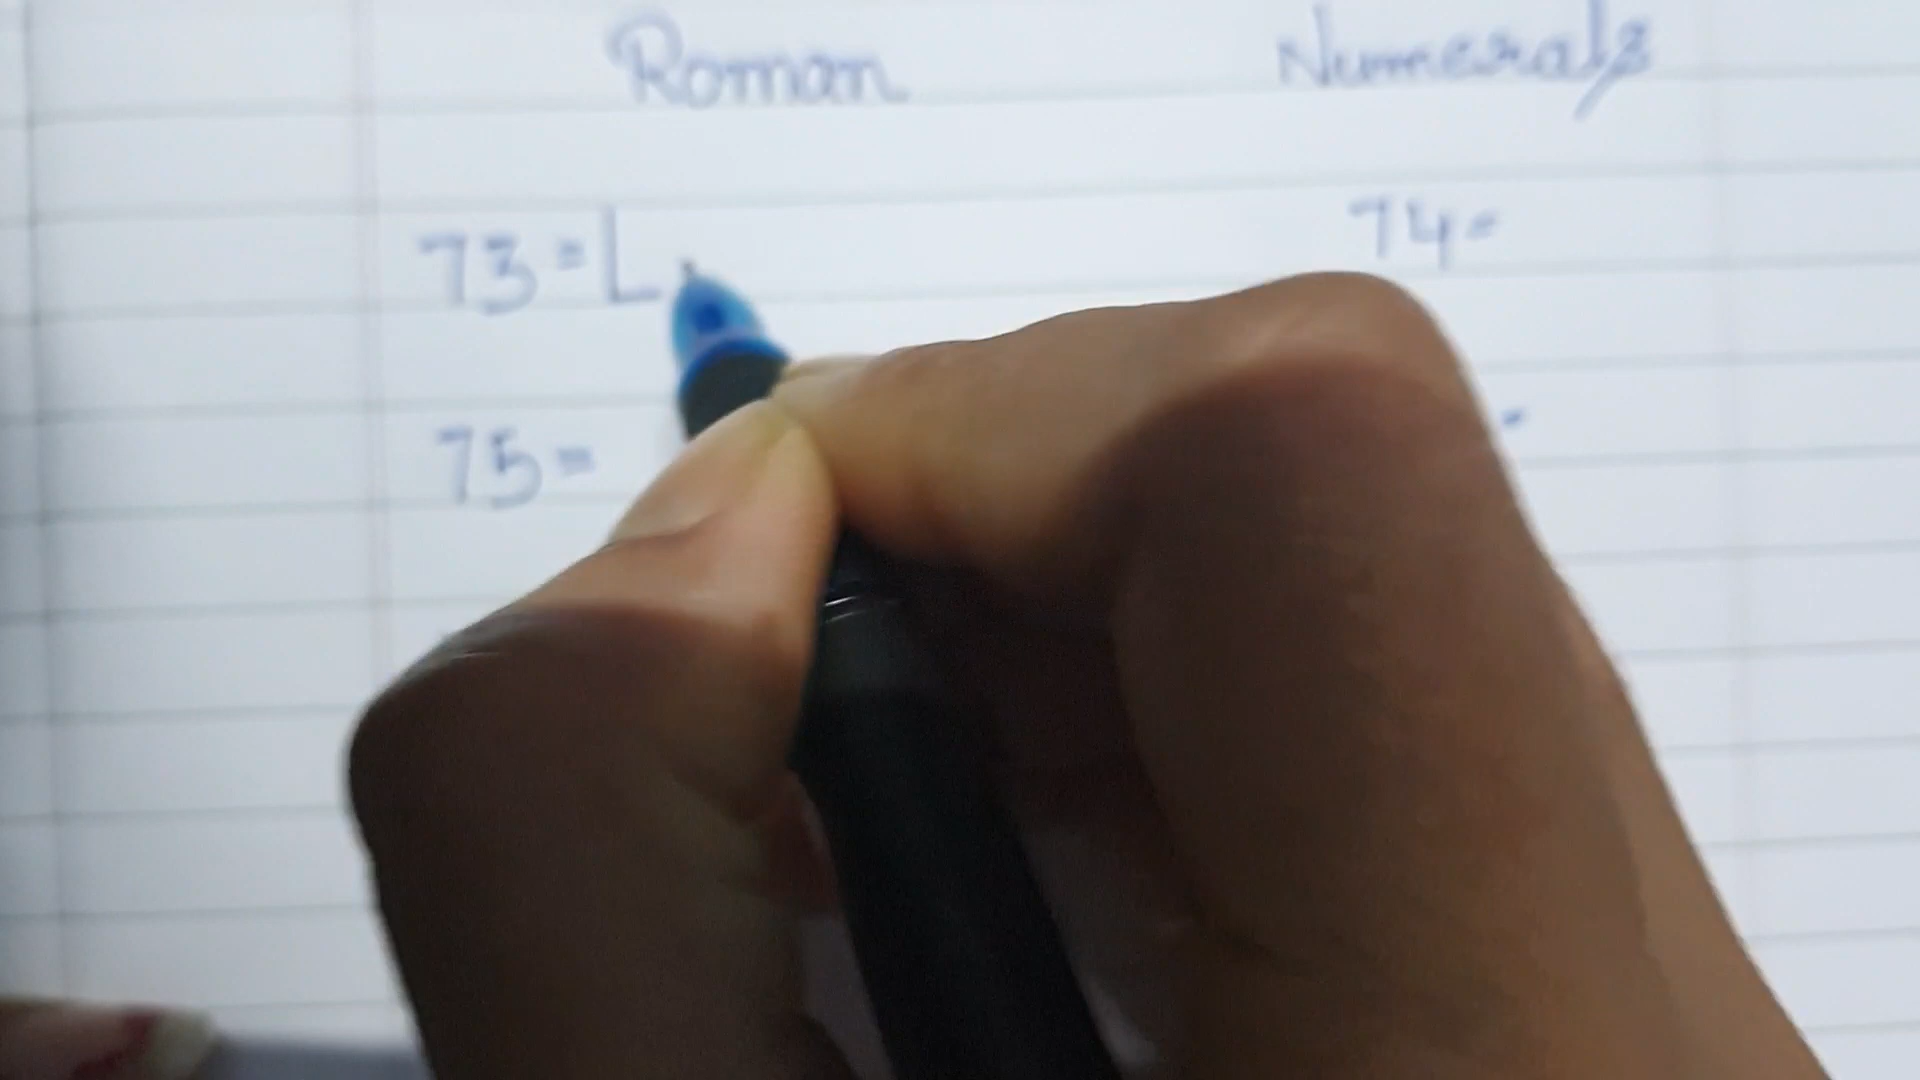 Roman Numerals
73 = L 74 =
75 =